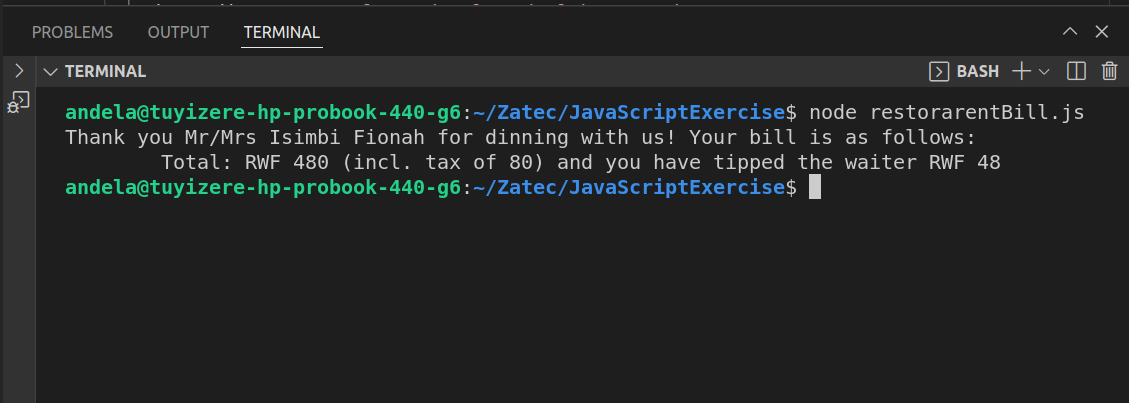 PROBLEMS OUTPUT TERMINAL
TERMINAL BASH
andela@tuyizere-hp-probook-440-g6:~/Zatec/JavaScriptExercise$ node restorarentBill.js
Thank you Mr/Mrs Isimbi Fionah for dinning with us! Your bill is as follows:
Total: RWF 480 (incl. tax of 80) and you have tipped the waiter RWF 48
andela@tuyizere-hp-probook-440-g6:~/Zatec/JavaScriptExercise$